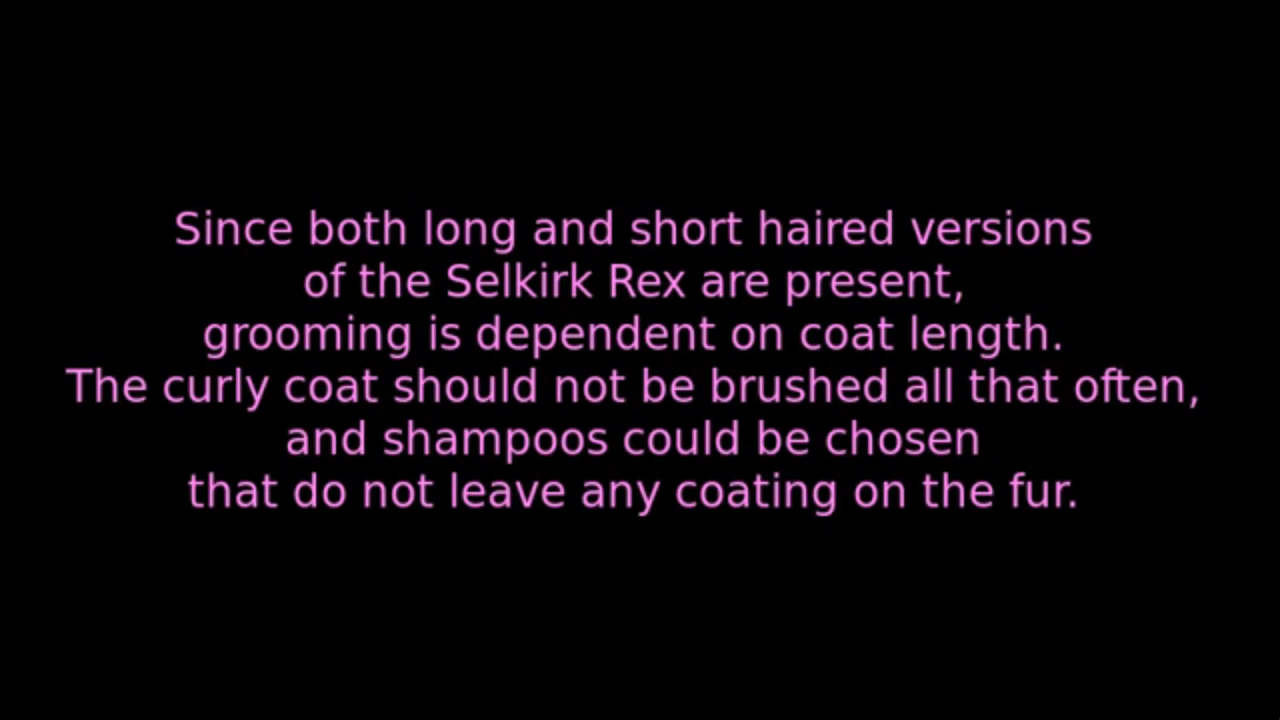 Since both long and short haired versions
of the Selkirk Rex are present,
grooming is dependent on coat length.
The curly coat should not be brushed all that often,
and shampoos could be chosen
that do not leave any coating on the fur.